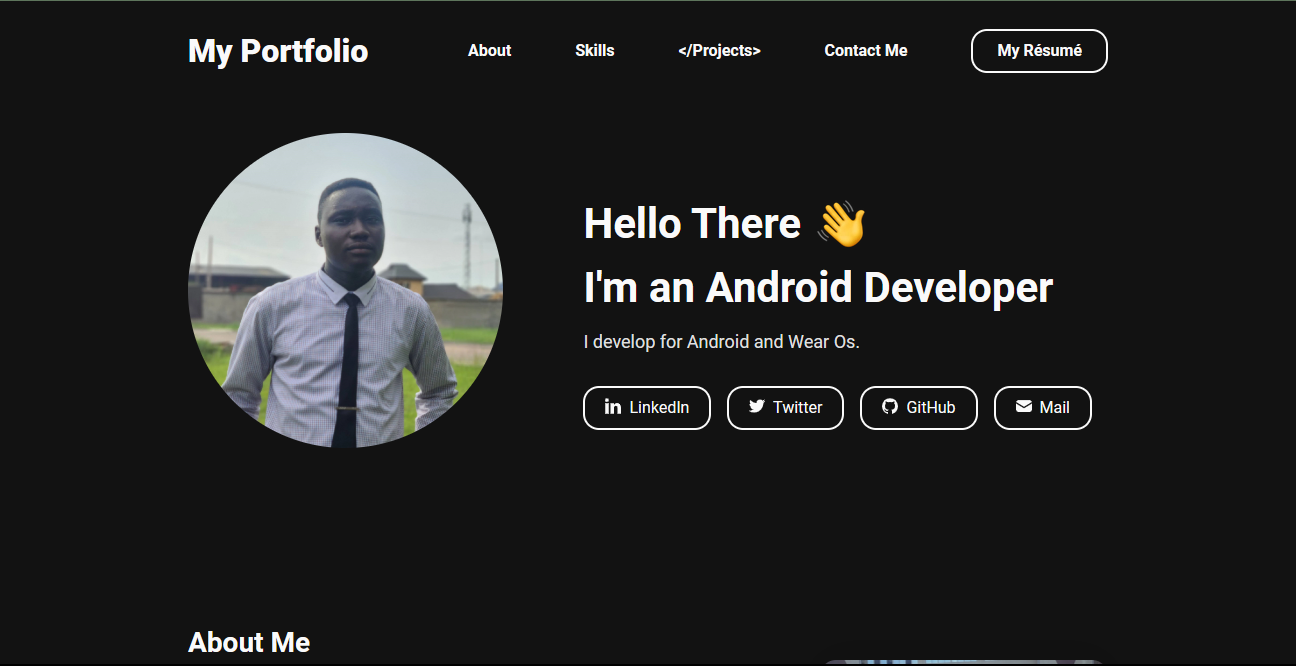 My Portfolio About Skills </Projects> Contact Me My Résumé
Hello There 👋
I'm an Android Developer
I develop for Android and Wear Os.
LinkedIn Twitter GitHub Mail
About Me